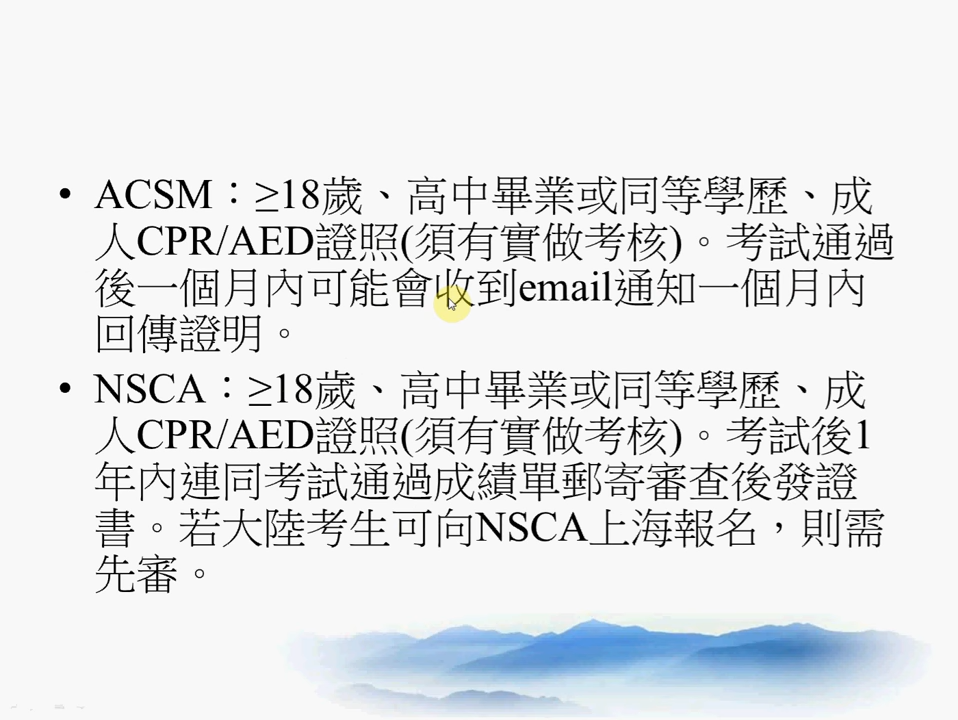 • ACSM：≥18歲、高中畢業或同等學歷、成
人CPR/AED證照(須有實做考核)。考試通過
後一個月內可能會收到email通知一個月內
回傳證明。
• NSCA：≥18歲、高中畢業或同等學歷、成
人CPR/AED證照(須有實做考核)。考試後1
年內連同考試通過成績單郵寄審查後發證
書。若大陸考生可向NSCA上海報名，則需
先審。